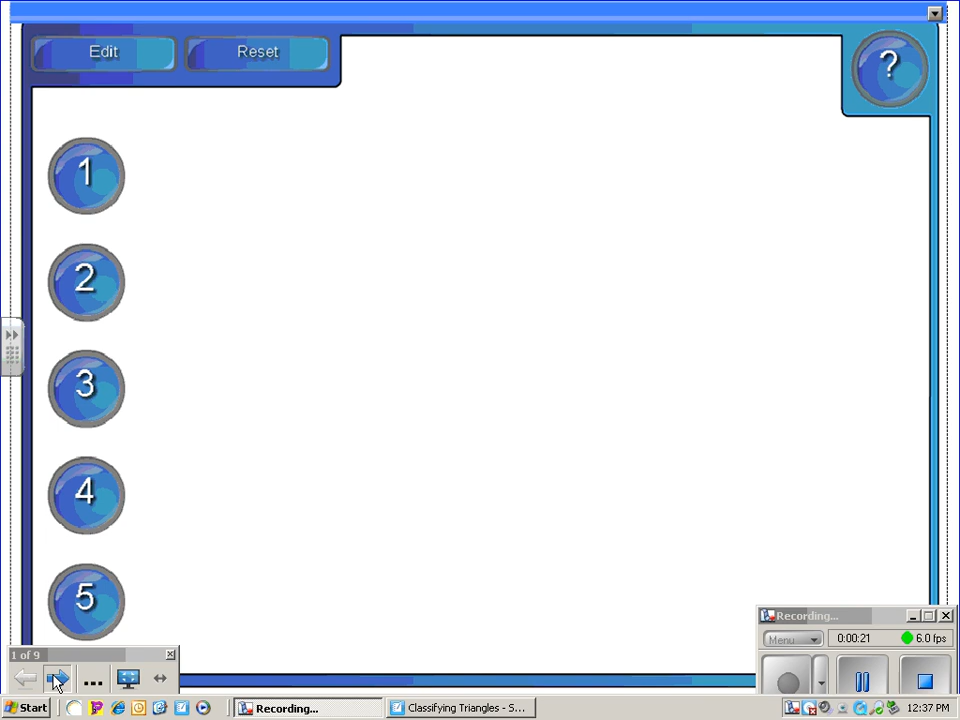 Edit Reset ?
1
2
3
4
5
1 of 9
...
Recording...
Menu 0:00:21 6.0 fps
Start Recording... Classifying Triangles - S... 12:37 PM